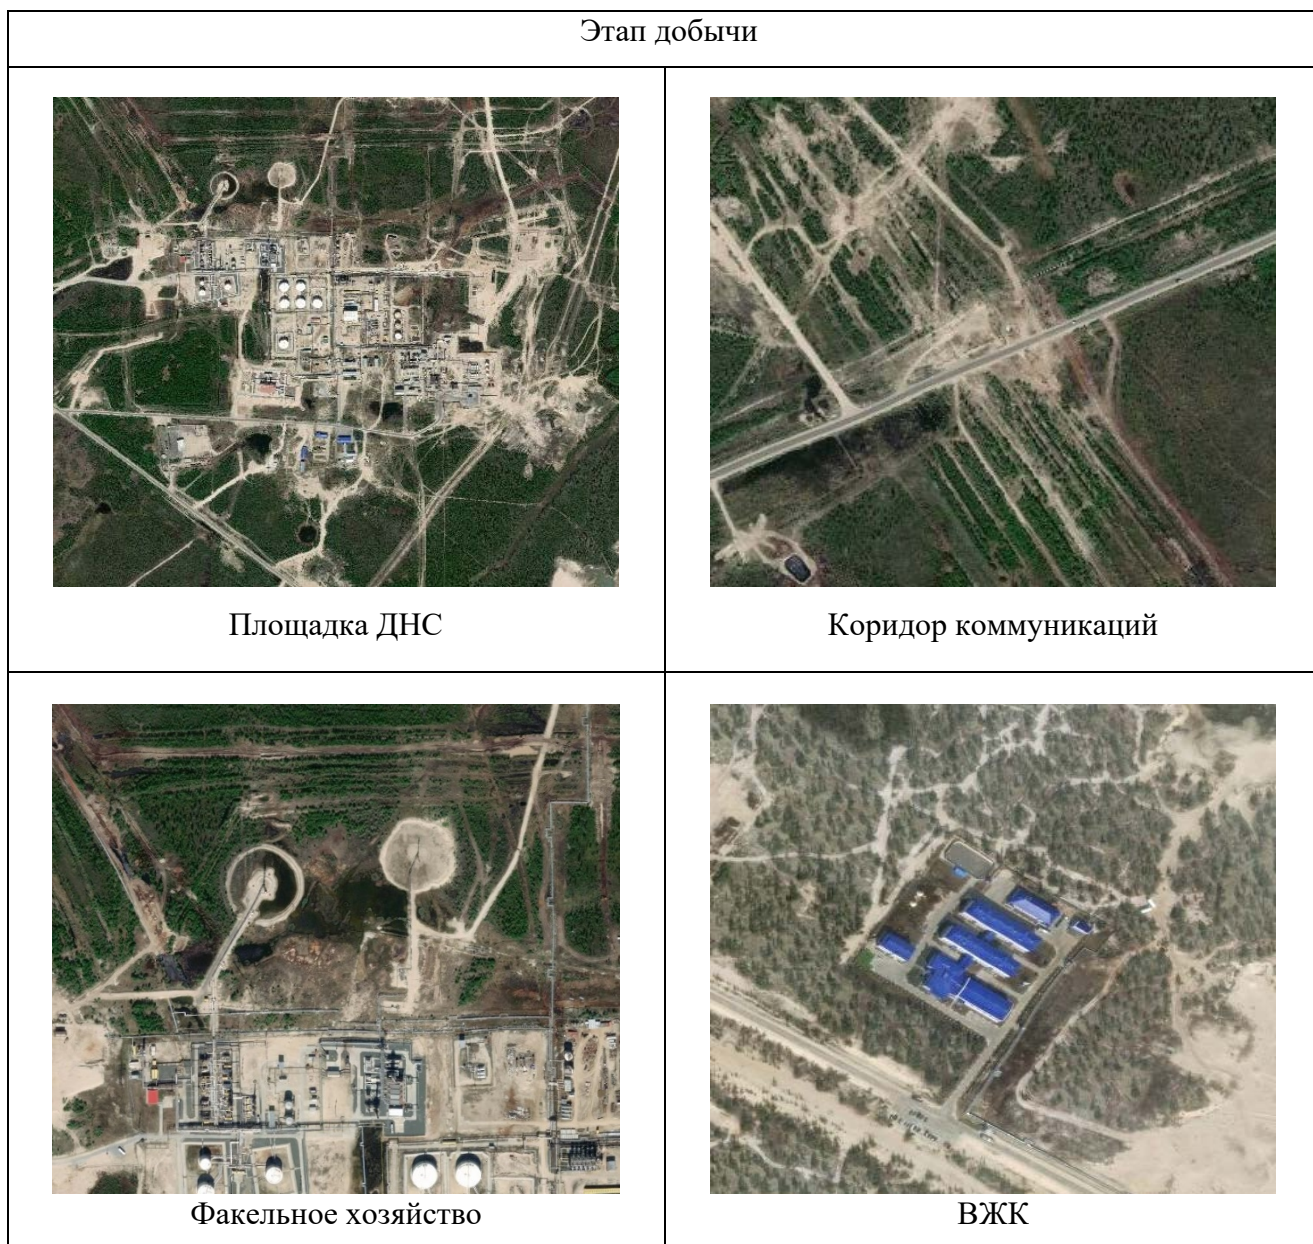 Этап добычи
Площадка ДНС
Коридор коммуникаций
Факельное хозяйство
ВЖК